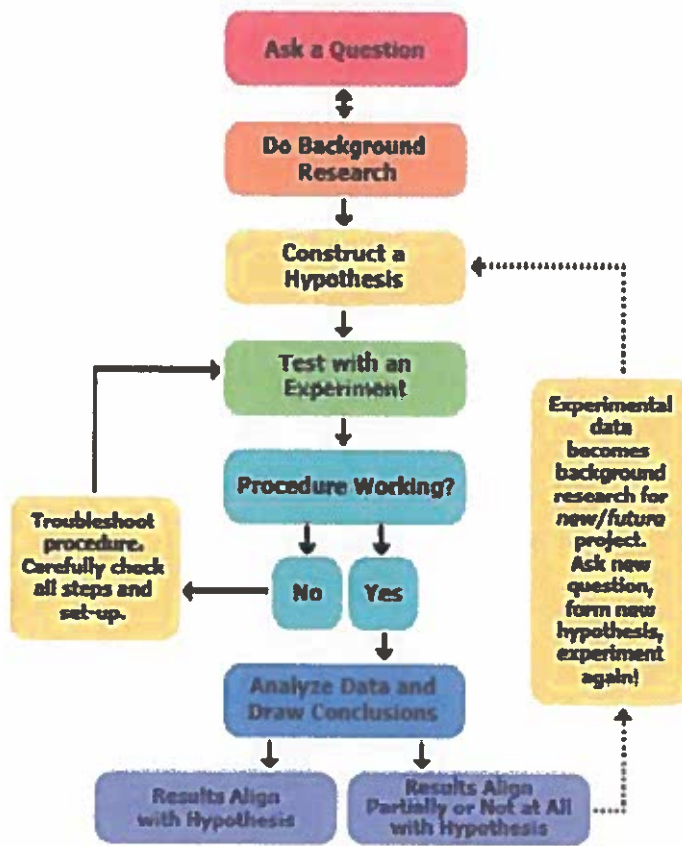 Ask a Question
Do Background
Research
Construct a
Hypothesis
Test with an
Experiment
Procedure Working?
No
Yes
Troubleshoot
procedure.
Carefully check
all steps and
set-up.
Experimental
data
becomes
background
research for
new/future
project.
Ask new
question,
form new
hypothesis,
experiment
again!
Analyze Data and
Draw Conclusions
Results Align
with Hypothesis
Results Align
Partially or Not at All
with Hypothesis